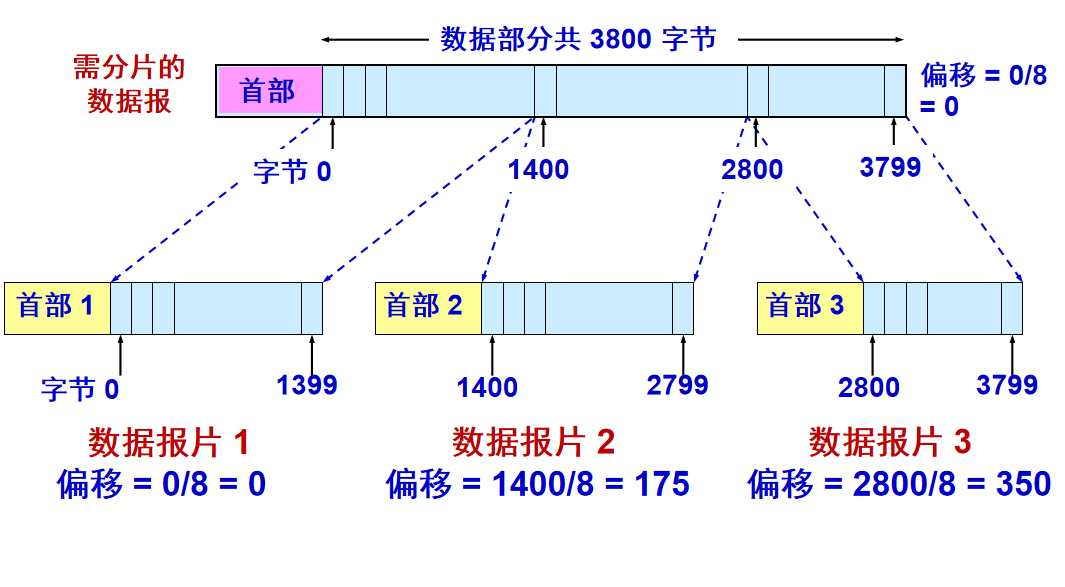 数据部分共 3800 字节
需分片的
数据报
首部
偏移 = 0/8
= 0
字节 0
1400
2800
3799
首部 1
首部 2
首部 3
字节 0
1399
1400
2799
2800
3799
数据报片 1
数据报片 2
数据报片 3
偏移 = 0/8 = 0
偏移 = 1400/8 = 175
偏移 = 2800/8 = 350